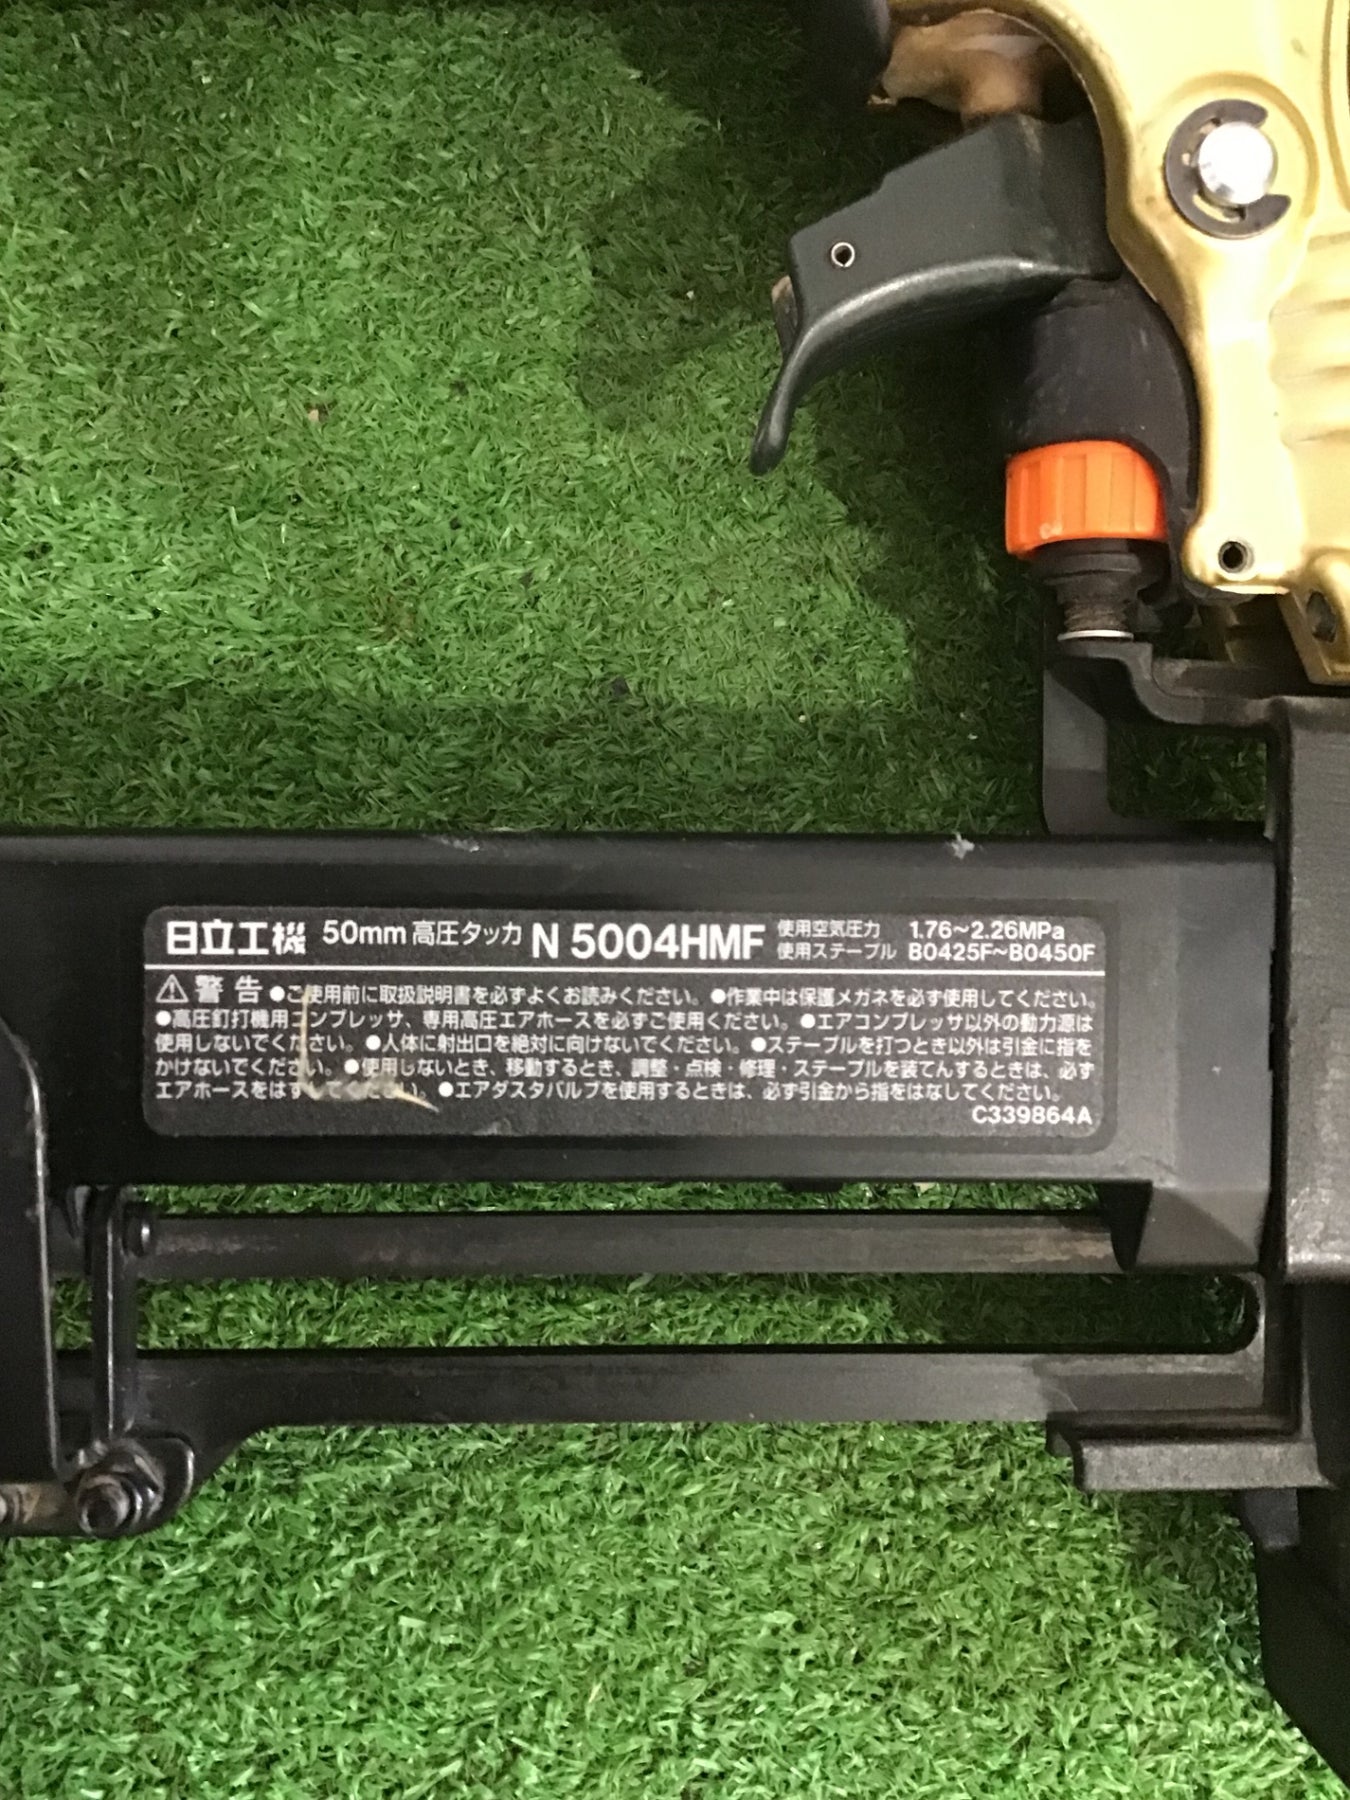 日立工機 50mm 高圧タッカ N 5004HMF 使用空気圧力 1.76~2.26MPa
使用ステープル B0425F~B0450F
⚠警告 ●ご使用前に取扱説明書を必ずよくお読みください。●作業中は保護メガネを必ず使用してください。
●高圧釘打機用コンプレッサ、専用高圧エアホースを必ずご使用ください。●エアコンプレッサ以外の動力源は
使用しないでください。●人体に射出口を絶対に向けないでください。●ステープルを打つとき以外は引金に指を
かけないでください。●使用しないとき、移動するとき、調整・点検・修理・ステープルを装てんするときは、必ず
エアホースをはずしてください。●エアダスタバルブを使用するときは、必ず引金から指をはなしてください。
C339864A